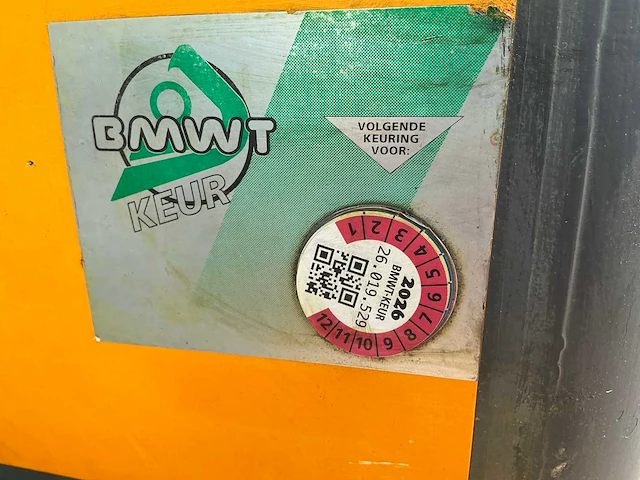 BMWT
KEUR
VOLGENDE
KEURING
VOOR:
1 2 3 4 5 6 7 8 9 10 11 12
2026
BMWT-KEUR
26.019.529